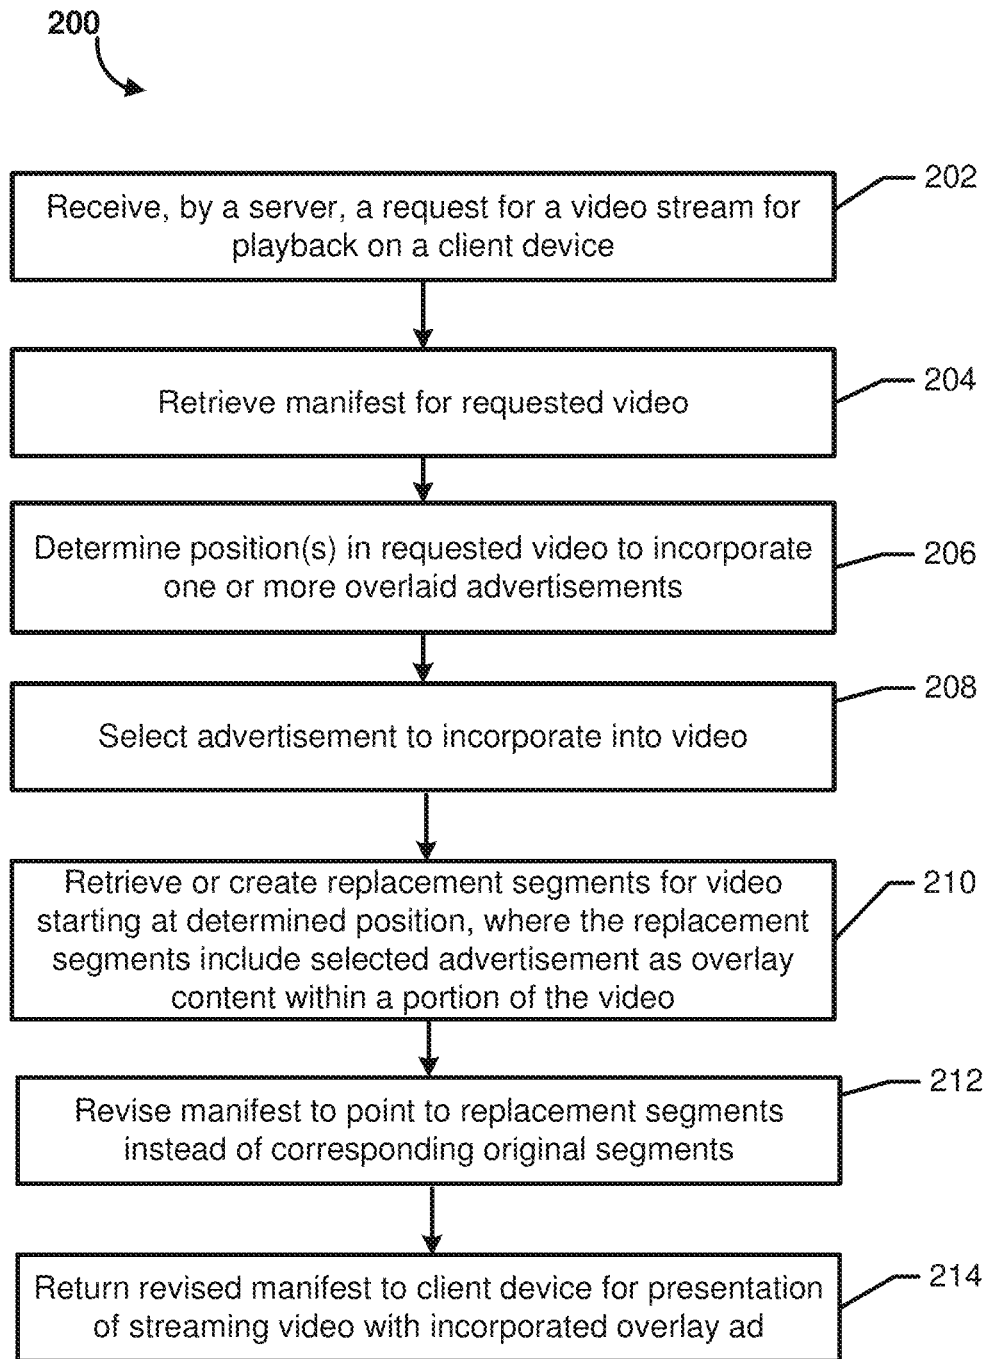 200
202
Receive, by a server, a request for a video stream for
playback on a client device
204
Retrieve manifest for requested video
206
Determine position(s) in requested video to incorporate
one or more overlaid advertisements
208
Select advertisement to incorporate into video
210
Retrieve or create replacement segments for video
starting at determined position, where the replacement
segments include selected advertisement as overlay
content within a portion of the video
212
Revise manifest to point to replacement segments
instead of corresponding original segments
214
Return revised manifest to client device for presentation
of streaming video with incorporated overlay ad